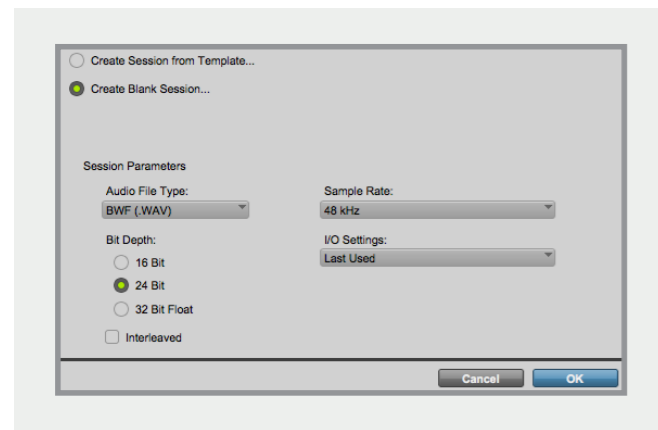 Create Session from Template...
Create Blank Session...
Session Parameters
Audio File Type:
BWF (.WAV)
Sample Rate:
48 kHz
Bit Depth:
16 Bit
24 Bit
32 Bit Float
Interleaved
I/O Settings:
Last Used
Cancel
OK